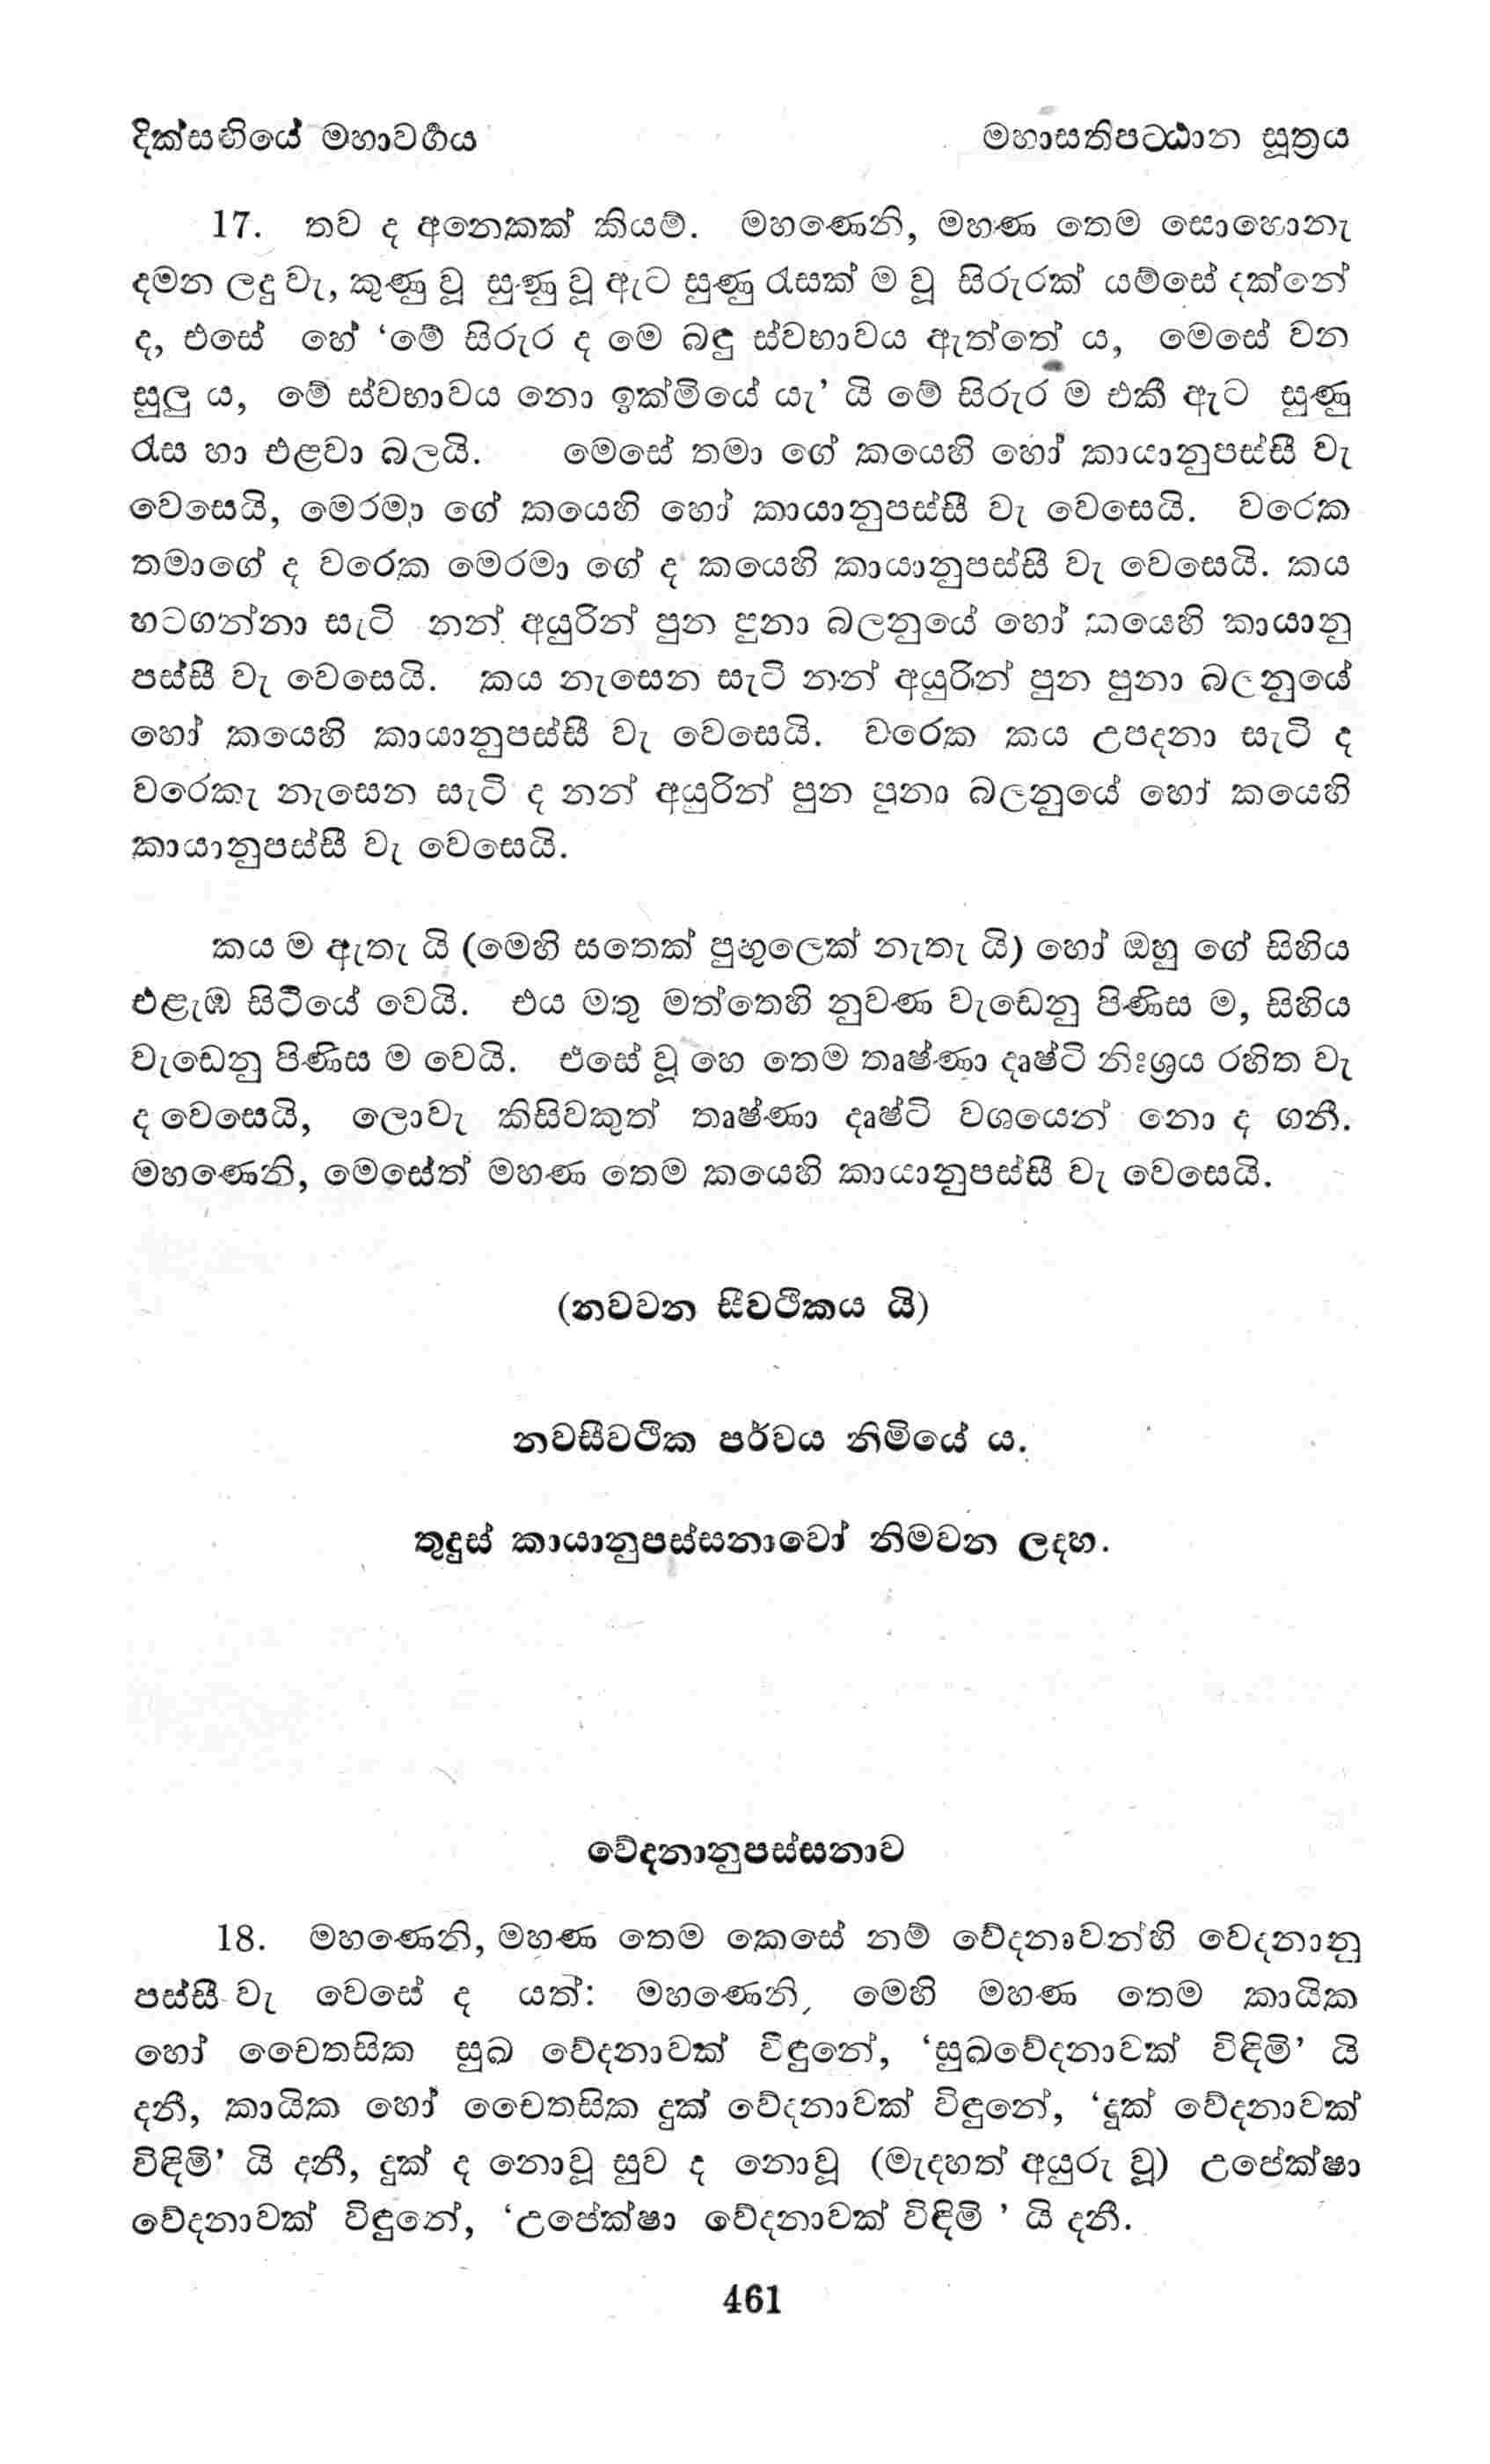 දික්සඟියේ මහාවර්‍ගය
මහාසතිපට්ඨාන සූත්‍රය
17. තව ද අනෙකක් කියමි. මහණෙනි, මහණ තෙම සොහොනැ
දමන ලදු වැ, කුණු වූ සුණු වූ ඇට සුණු රැසක් ම වූ සිරුරක් යම්සේ දක්නේ
ද, එසේ හේ ‘මේ සිරුර ද මෙ බඳු ස්වභාවය ඇත්තේ ය, මෙසේ වන
සුලු ය, මේ ස්වභාවය නො ඉක්මියේ යැ’ යි මේ සිරුර ම එකී ඇට සුණු
රැස හා එළවා බලයි. මෙසේ තමා ගේ කයෙහි හෝ කායානුපස්සී වැ
වෙසෙයි, මෙරමා ගේ කයෙහි හෝ කායානුපස්සී වැ වෙසෙයි. වරෙක
තමාගේ ද වරෙක මෙරමා ගේ ද කයෙහි කායානුපස්සී වැ වෙසෙයි. කය
හටගන්නා සැටි නන් අයුරින් පුන පුනා බලනුයේ හෝ කයෙහි කායානු
පස්සී වැ වෙසෙයි. කය නැසෙන සැටි නන් අයුරින් පුන පුනා බලනුයේ
හෝ කයෙහි කායානුපස්සී වැ වෙසෙයි. වරෙක කය උපදනා සැටි ද
වරෙකැ නැසෙන සැටි ද නන් අයුරින් පුන පුනා බලනුයේ හෝ කයෙහි
කායානුපස්සී වැ වෙසෙයි.
කය ම ඇතැ යි (මෙහි සතෙක් පුහුලෙක් නැතැ යි) හෝ ඔහු ගේ සිහිය
එළැඹ සිටියේ වෙයි. එය මතු මත්තෙහි නුවණ වැඩෙනු පිණිස ම, සිහිය
වැඩෙනු පිණිස ම වෙයි. එසේ වූ හෙ තෙම තෘෂ්ණා දෘෂ්ටි නිඃශ්‍රය රහිත වැ
ද වෙසෙයි, ලොවැ කිසිවකුත් තෘෂ්ණා දෘෂ්ටි වශයෙන් නො ද ගනී.
මහණෙනි, මෙසේත් මහණ තෙම කයෙහි කායානුපස්සී වැ වෙසෙයි.
(නවවන සීවථිකය යි)
නවසීවථික පර්වය නිමියේ ය.
තුදුස් කායානුපස්සනාවෝ නිමවන ලදහ.
වේදනානුපස්සනාව
18. මහණෙනි, මහණ තෙම කෙසේ නම් වේදනාවන්හි වෙදනානු
පස්සී වැ වෙසේ ද යත්: මහණෙනි, මෙහි මහණ තෙම කායික
හෝ චෛතසික සුඛ වේදනාවක් විඳුනේ, ‘සුඛවේදනාවක් විඳිමි’ යි
දනී, කායික හෝ චෛතසික දුක් වේදනාවක් විඳුනේ, ‘දුක් වේදනාවක්
විඳිමි’ යි දනී, දුක් ද නොවූ සුව ද නොවූ (මැදහත් අයුරු වූ) උපේක්ෂා
වේදනාවක් විඳුනේ, ‘උපේක්ෂා වේදනාවක් විඳිමි ’ යි දනී.
461